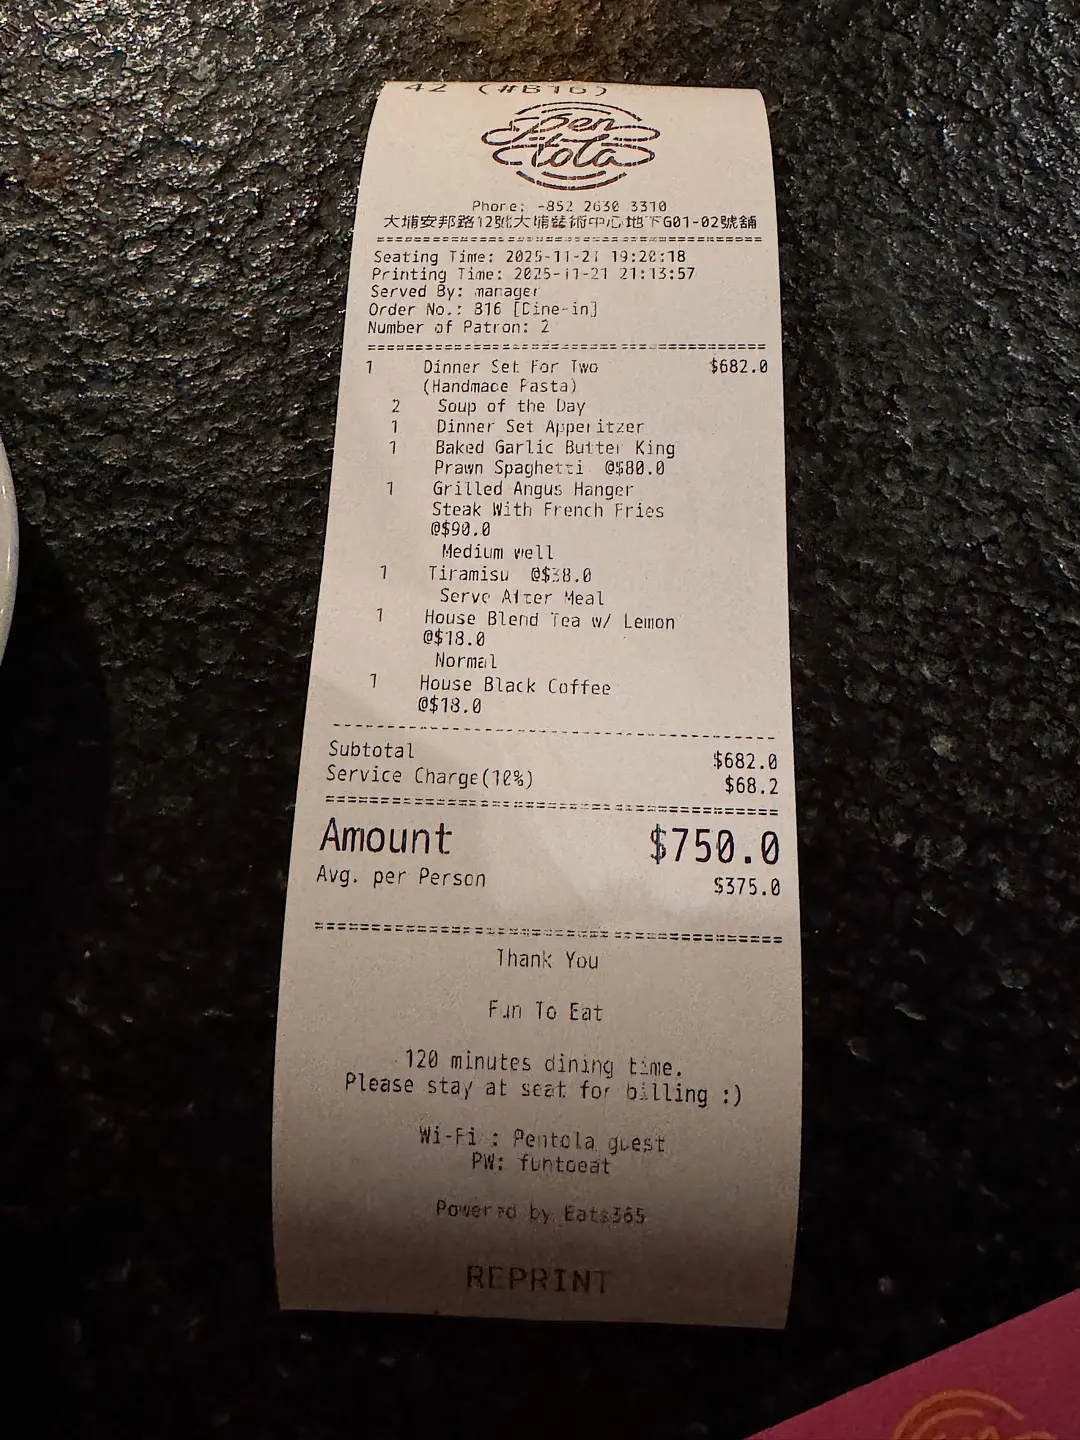 42 (#B16)
Pen
tola
Phone: -852 2630 3310
大埔安邦路12號大埔藝術中心地下G01-02號舖
Seating Time: 2025-11-21 19:20:18
Printing Time: 2025-11-21 21:13:57
Served By: manager
Order No.: B16 [Dine-in]
Number of Patron: 2
1 Dinner Set For Two $682.0
(Handmade Pasta)
2 Soup of the Day
1 Dinner Set Apperitzer
1 Baked Garlic Butter King
Prawn Spaghetti @$80.0
1 Grilled Angus Hanger
Steak With French Fries
@$90.0
Medium well
1 Tiramisu @$38.0
Serve After Meal
1 House Blend Tea w/ Lemon
@$18.0
Normal
1 House Black Coffee
@$18.0
Subtotal $682.0
Service Charge(10%) $68.2
Amount $750.0
Avg. per Person $375.0
Thank You
Fun To Eat
120 minutes dining time.
Please stay at seat for billing :)
Wi-Fi : Pentola guest
PW: funtoeat
Powered by Eats365
REPRINT